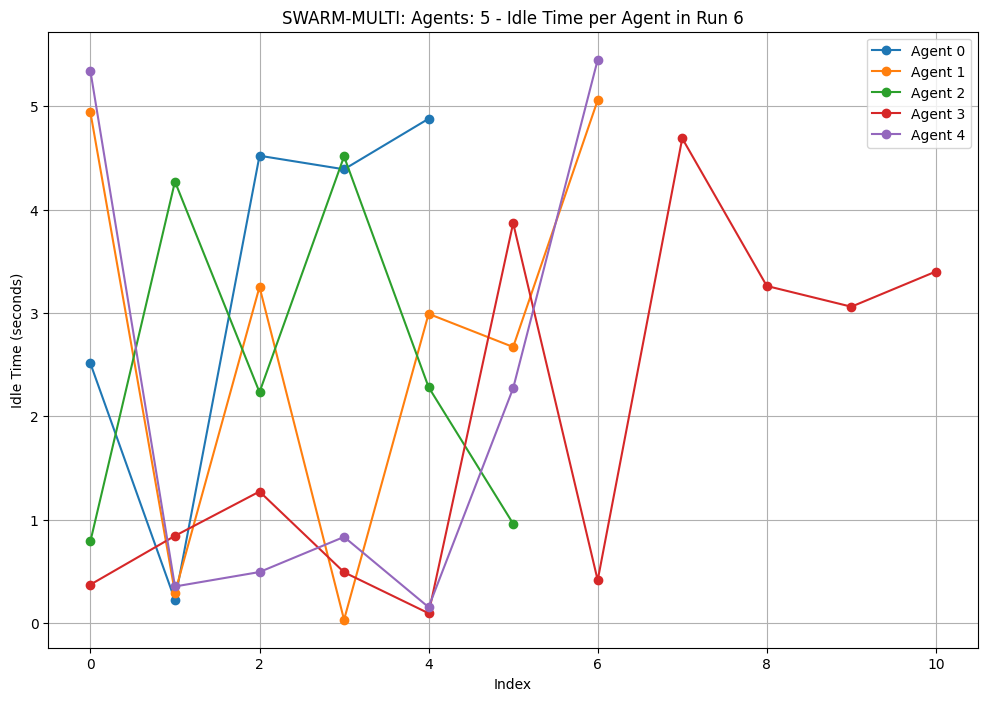 SWARM-MULTI: Agents: 5 - Idle Time per Agent in Run 6
Agent 0
Agent 1
Agent 2
Agent 3
Agent 4
Idle Time (seconds)
5
4
3
2
1
0
0 2 4 6 8 10
Index